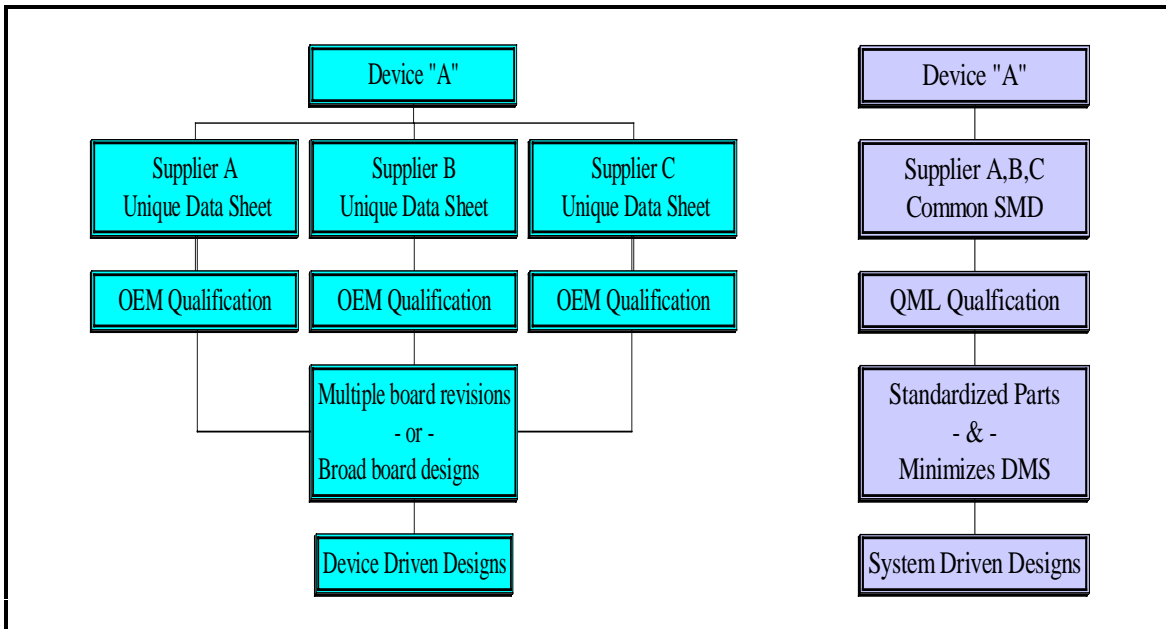 Device "A"
Supplier A
Unique Data Sheet
Supplier B
Unique Data Sheet
Supplier C
Unique Data Sheet
OEM Qualification
OEM Qualification
OEM Qualification
Multiple board revisions
- or -
Broad board designs
Device Driven Designs
Device "A"
Supplier A,B,C
Common SMD
QML Qualfication
Standardized Parts
- & -
Minimizes DMS
System Driven Designs